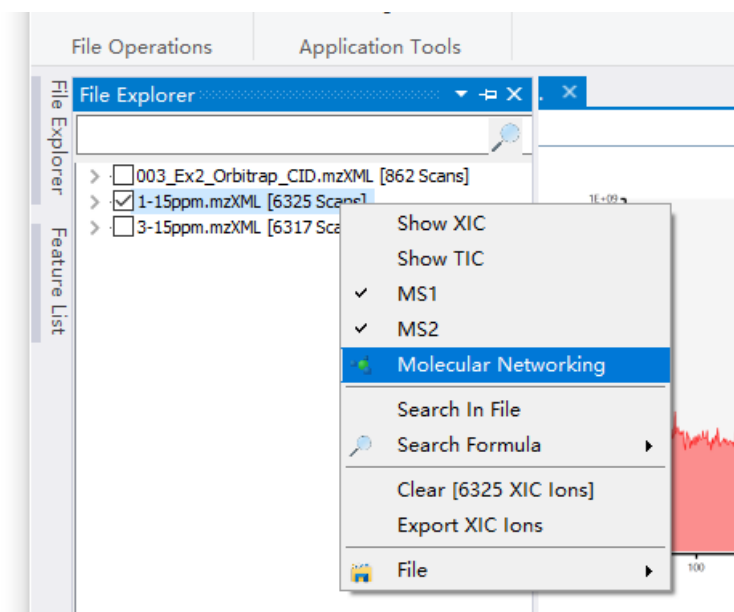 File Operations
Application Tools
File Explorer
Feature List
File Explorer
003_Ex2_Orbitrap_CID.mzXML [862 Scans]
1-15ppm.mzXML [6325 Scans]
3-15ppm.mzXML [6317 Sca
Show XIC
Show TIC
MS1
MS2
Molecular Networking
Search In File
Search Formula
Clear [6325 XIC Ions]
Export XIC Ions
File
1E+09
100